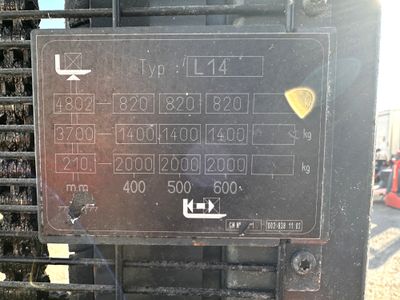 Typ : L14
4802 - 820 820 820
3700 - 1400 1400 1400 kg
210. - 2000 2000 2000 kg
mm 400 500 600